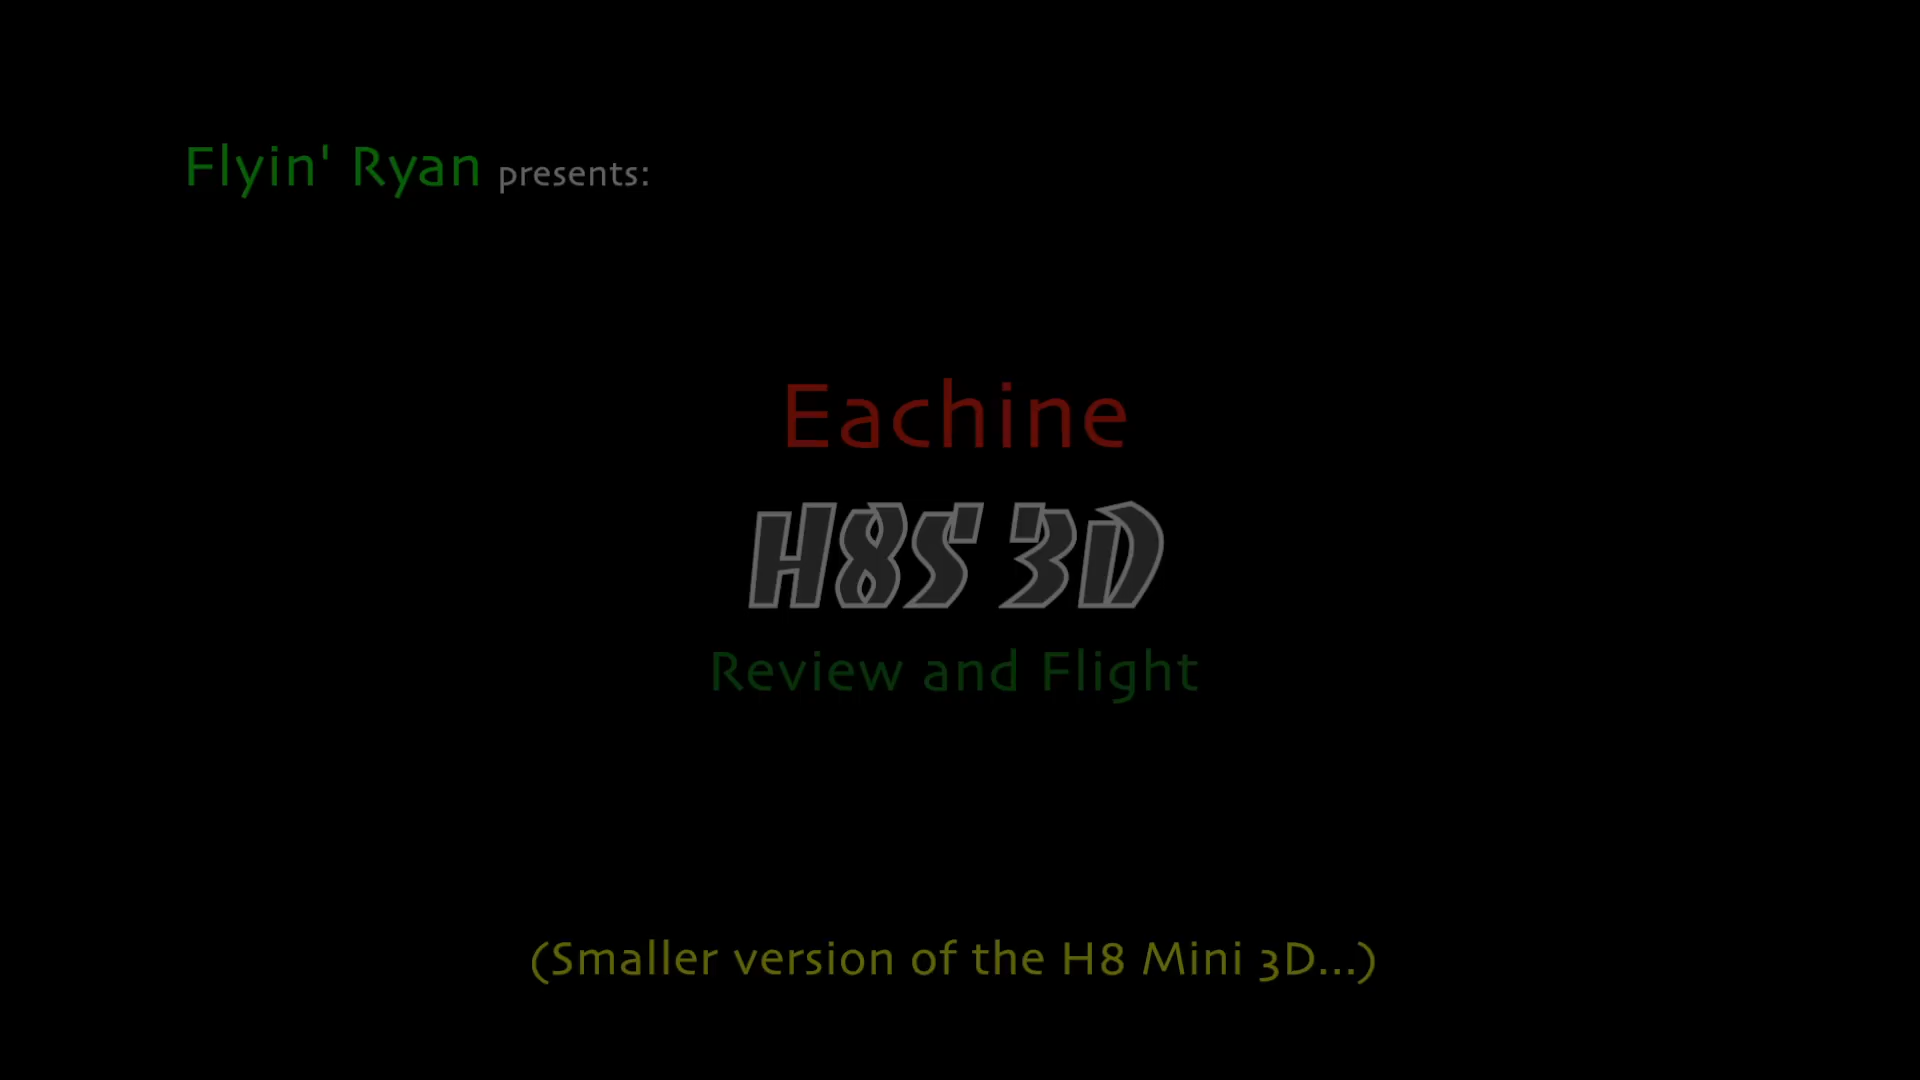 Flyin' Ryan presents:
Eachine
H8S 3D
Review and Flight
(Smaller version of the H8 Mini 3D...)